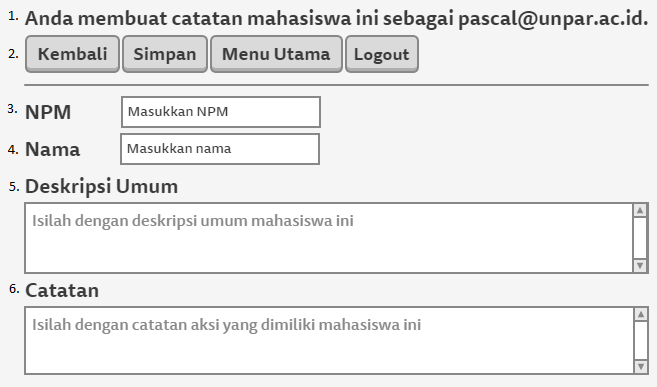 1. Anda membuat catatan mahasiswa ini sebagai pascal@unpar.ac.id.
2. Kembali Simpan Menu Utama Logout
3. NPM Masukkan NPM
4. Nama Masukkan nama
5. Deskripsi Umum
Isilah dengan deskripsi umum mahasiswa ini
6. Catatan
Isilah dengan catatan aksi yang dimiliki mahasiswa ini